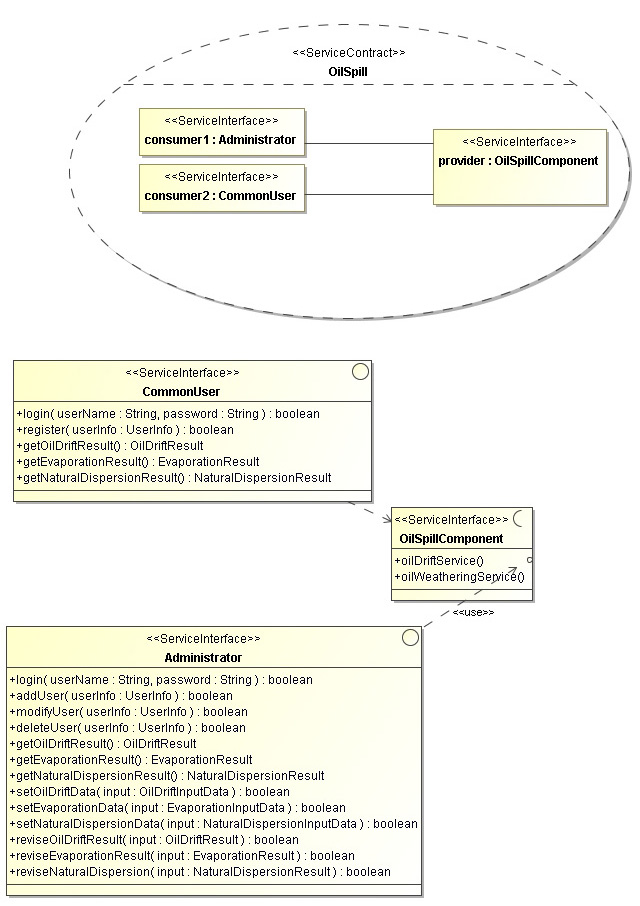 <<ServiceContract>>
OilSpill
<<ServiceInterface>>
consumer1 : Administrator
<<ServiceInterface>>
provider : OilSpillComponent
<<ServiceInterface>>
consumer2 : CommonUser
<<ServiceInterface>>
CommonUser
+login( userName : String, password : String ) : boolean
+register( userInfo : UserInfo ) : boolean
+getOilDriftResult() : OilDriftResult
+getEvaporationResult() : EvaporationResult
+getNaturalDispersionResult() : NaturalDispersionResult
<<ServiceInterface>>
OilSpillComponent
+oilDriftService()
+oilWeatheringService()
<<use>>
<<ServiceInterface>>
Administrator
+login( userName : String, password : String ) : boolean
+addUser( userInfo : UserInfo ) : boolean
+modifyUser( userInfo : UserInfo ) : boolean
+deleteUser( userInfo : UserInfo ) : boolean
+getOilDriftResult() : OilDriftResult
+getEvaporationResult() : EvaporationResult
+getNaturalDispersionResult() : NaturalDispersionResult
+setOilDriftData( input : OilDriftInputData ) : boolean
+setEvaporationData( input : EvaporationInputData ) : boolean
+setNaturalDispersionData( input : NaturalDispersionInputData ) : boolean
+reviseOilDriftResult( input : OilDriftResult ) : boolean
+reviseEvaporationResult( input : EvaporationResult ) : boolean
+reviseNaturalDispersion( input : NaturalDispersionResult ) : boolean